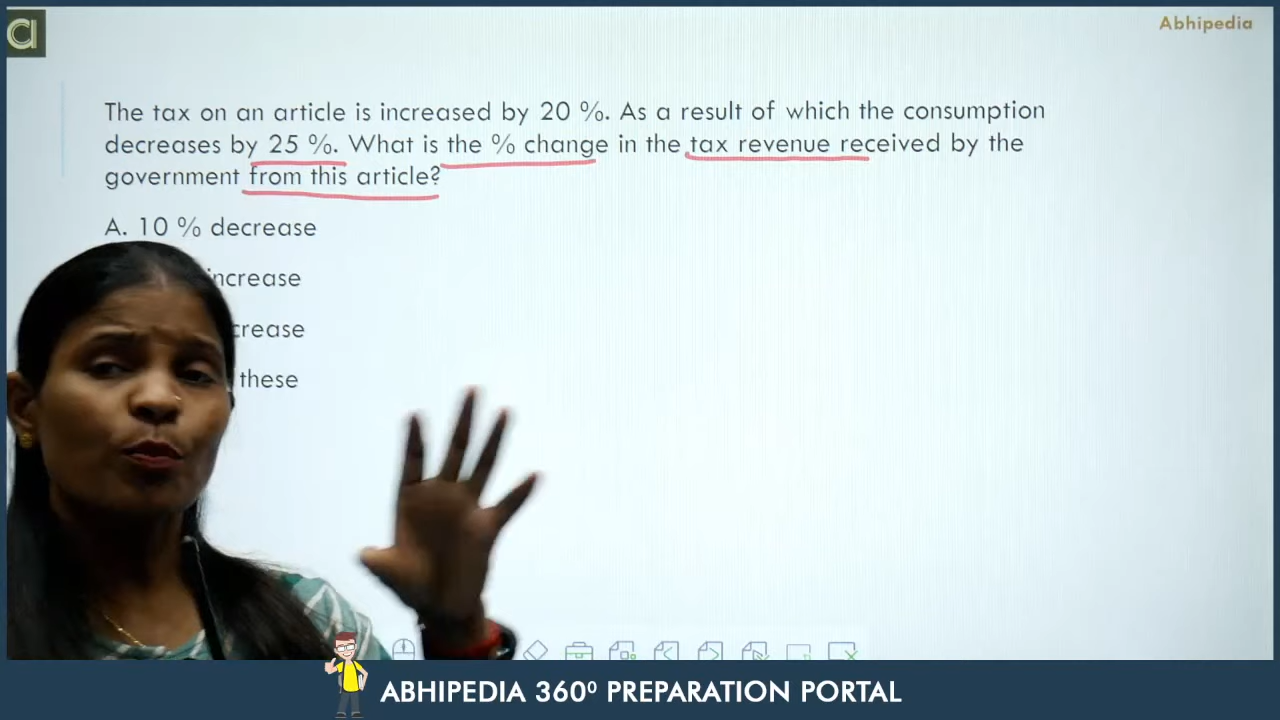 Abhipedia
The tax on an article is increased by 20 %. As a result of which the consumption
decreases by 25 %. What is the % change in the tax revenue received by the
government from this article?
A. 10 % decrease
increase
crease
these
ABHIPEDIA 360⁰ PREPARATION PORTAL